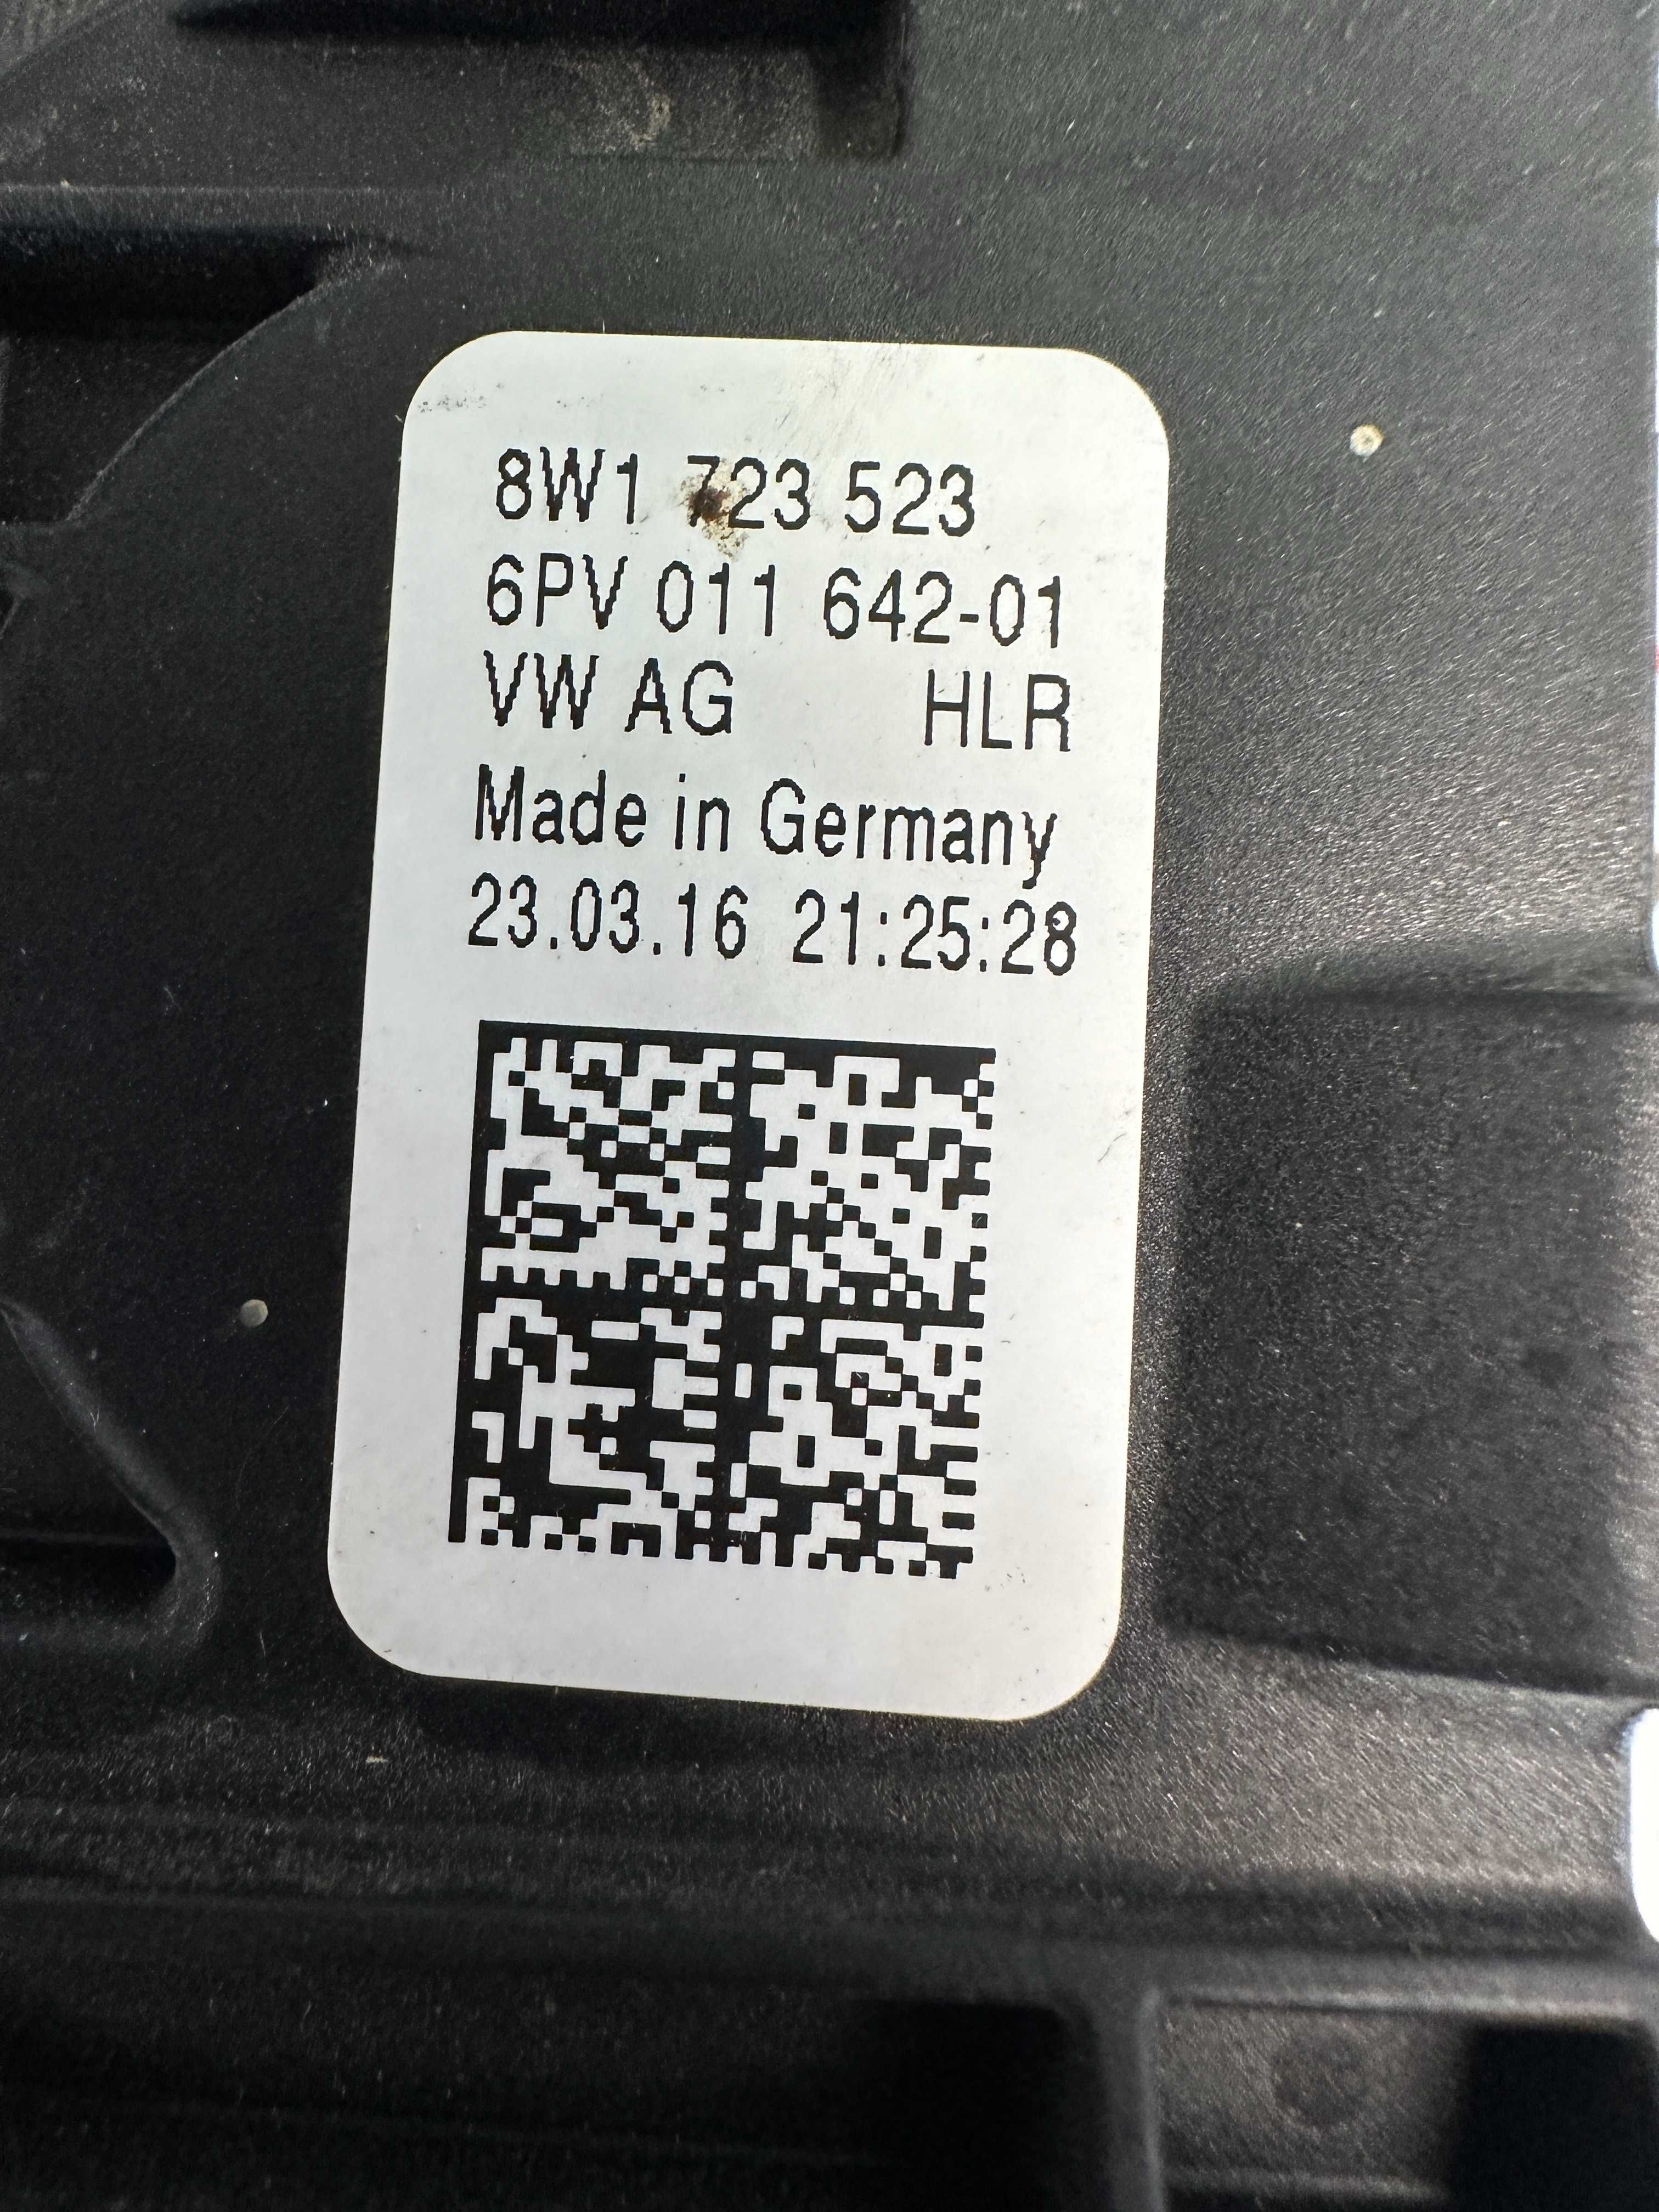 8W1 723 523
6PV 011 642-01
VW AG HLR
Made in Germany
23.03.16 21:25:28